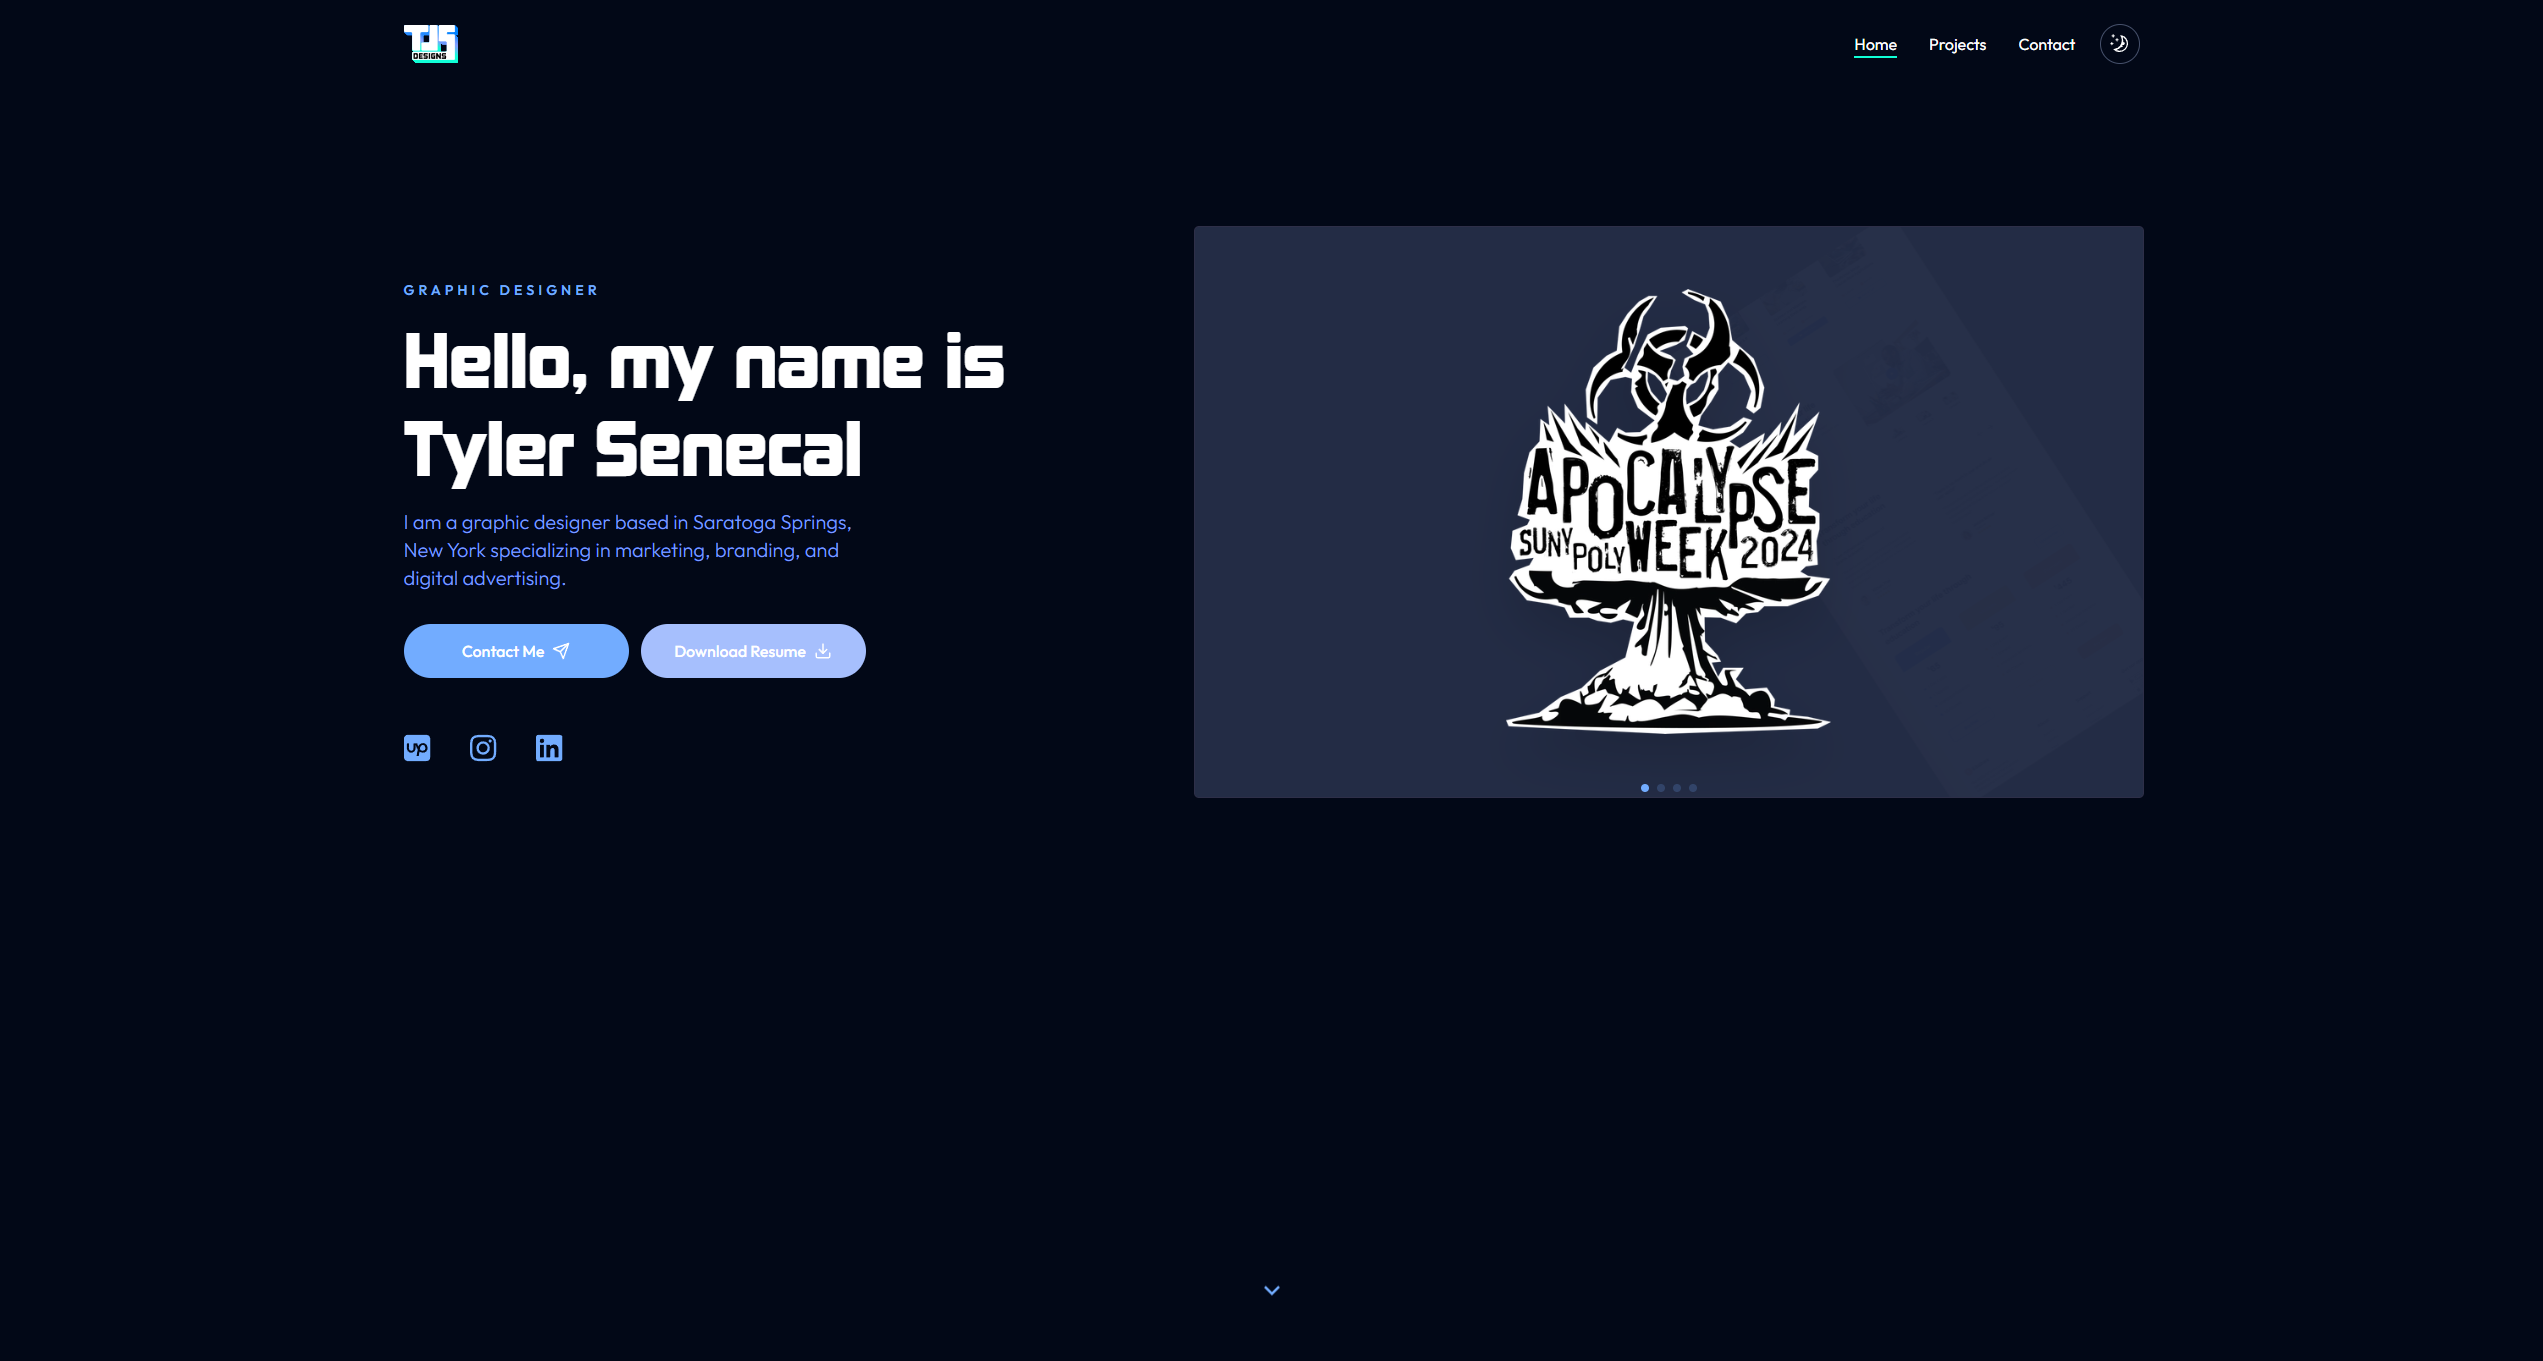 TJS
DESIGNS
Home
Projects
Contact
GRAPHIC DESIGNER
Hello, my name is
Tyler Senecal
I am a graphic designer based in Saratoga Springs,
New York specializing in marketing, branding, and
digital advertising.
Contact Me
Download Resume
up
in
APOCALYPSE
SUNY POLY WEEK 2024